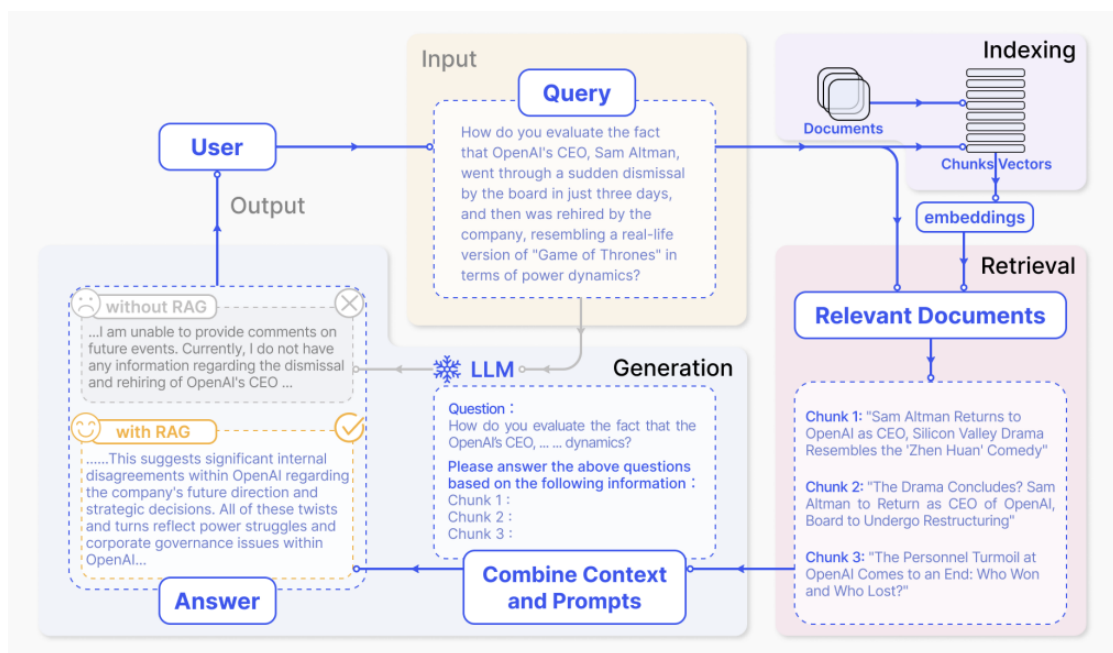 Input
Query
How do you evaluate the fact
that OpenAI's CEO, Sam Altman,
went through a sudden dismissal
by the board in just three days,
and then was rehired by the
company, resembling a real-life
version of "Game of Thrones" in
terms of power dynamics?
Indexing
Documents
Chunks Vectors
embeddings
User
Output
Retrieval
Relevant Documents
Chunk 1: "Sam Altman Returns to
OpenAI as CEO, Silicon Valley Drama
Resembles the 'Zhen Huan' Comedy"
Chunk 2: "The Drama Concludes? Sam
Altman to Return as CEO of OpenAI,
Board to Undergo Restructuring"
Chunk 3: "The Personnel Turmoil at
OpenAI Comes to an End: Who Won
and Who Lost?"
Generation
LLM
Question :
How do you evaluate the fact that the
OpenAI's CEO, ... ... dynamics?
Please answer the above questions
based on the following information :
Chunk 1 :
Chunk 2 :
Chunk 3 :
Combine Context
and Prompts
without RAG
...I am unable to provide comments on
future events. Currently, I do not have
any information regarding the dismissal
and rehiring of OpenAI's CEO ...
with RAG
......This suggests significant internal
disagreements within OpenAI regarding
the company's future direction and
strategic decisions. All of these twists
and turns reflect power struggles and
corporate governance issues within
OpenAI...
Answer